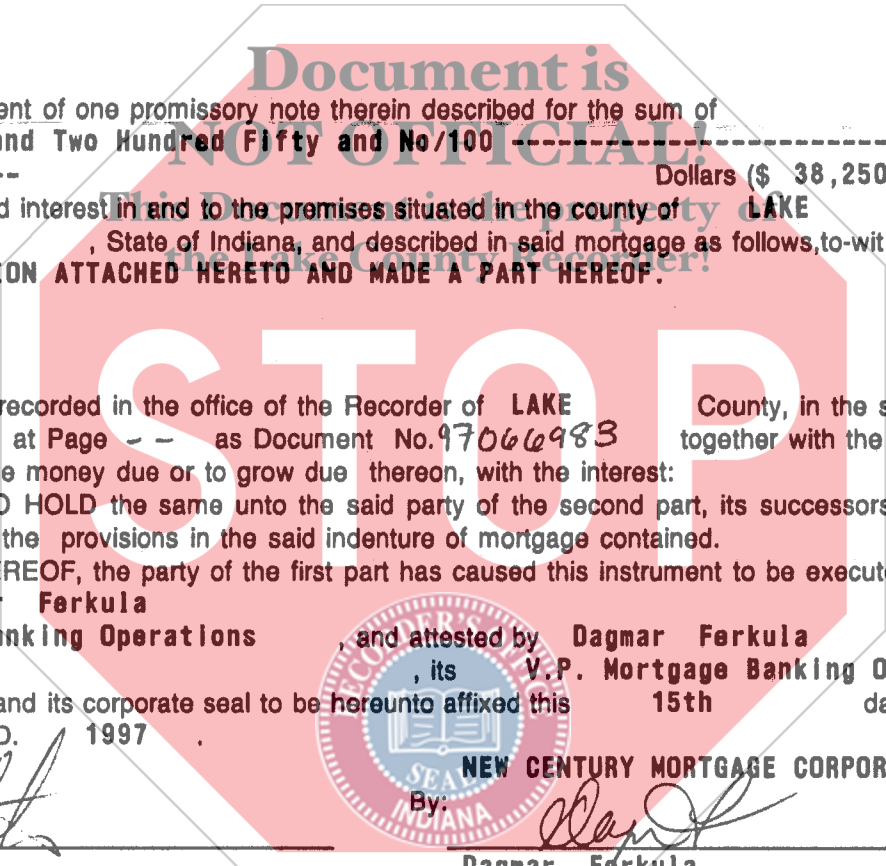 Document is
ent of one promissory note therein described for the sum of
nd Two Hundred Fifty and No/100 --------------------------
NOT OFFICIAL!
-- Dollars ($ 38,250
This Document is the property of
d interest in and to the premises situated in the county of LAKE
, State of Indiana, and described in said mortgage as follows,to-wit
the Lake County Recorder!
ON ATTACHED HERETO AND MADE A PART HEREOF.
STOP
recorded in the office of the Recorder of LAKE County, in the s
at Page - - as Document No. 97066983 together with the
e money due or to grow due thereon, with the interest:
O HOLD the same unto the said party of the second part, its successors
the provisions in the said indenture of mortgage contained.
EREOF, the party of the first part has caused this instrument to be execute
r Ferkula
anking Operations , and attested by Dagmar Ferkula
, its V.P. Mortgage Banking O
and its corporate seal to be hereunto affixed this 15th da
D. 1997 .
RECORDER'S OFFICE
SEAL
INDIANA
NEW CENTURY MORTGAGE CORPOR
By:
Dagmar Ferkula